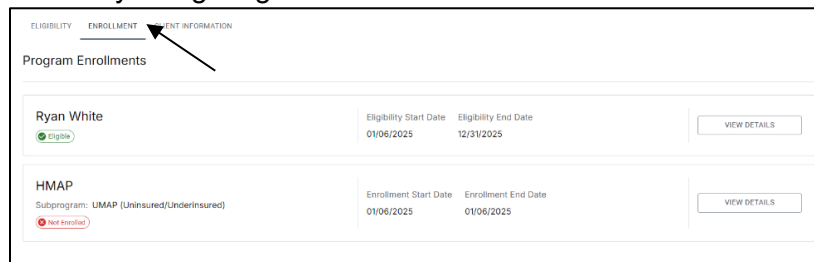 ELIGIBILITY ENROLLMENT CLIENT INFORMATION
Program Enrollments
Ryan White
Eligible
Eligibility Start Date Eligibility End Date
01/06/2025 12/31/2025
VIEW DETAILS
HMAP
Subprogram: UMAP (Uninsured/Underinsured)
Not Enrolled
Enrollment Start Date Enrollment End Date
01/06/2025 01/06/2025
VIEW DETAILS